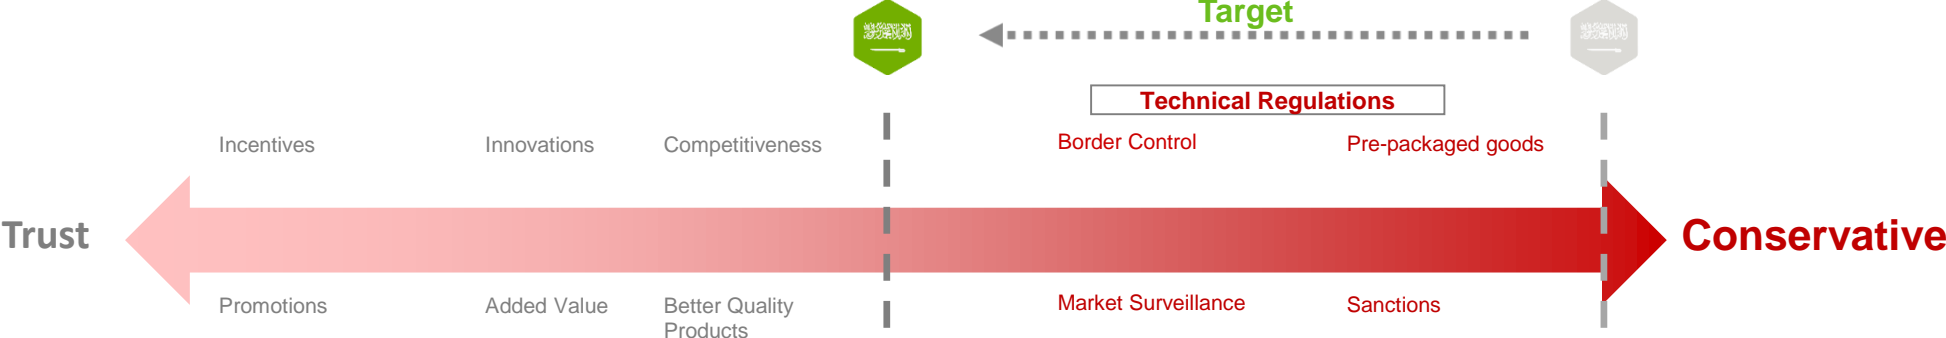 Target
Technical Regulations
Incentives
Innovations
Competitiveness
Border Control
Pre-packaged goods
Trust
Conservative
Promotions
Added Value
Better Quality
Products
Market Surveillance
Sanctions